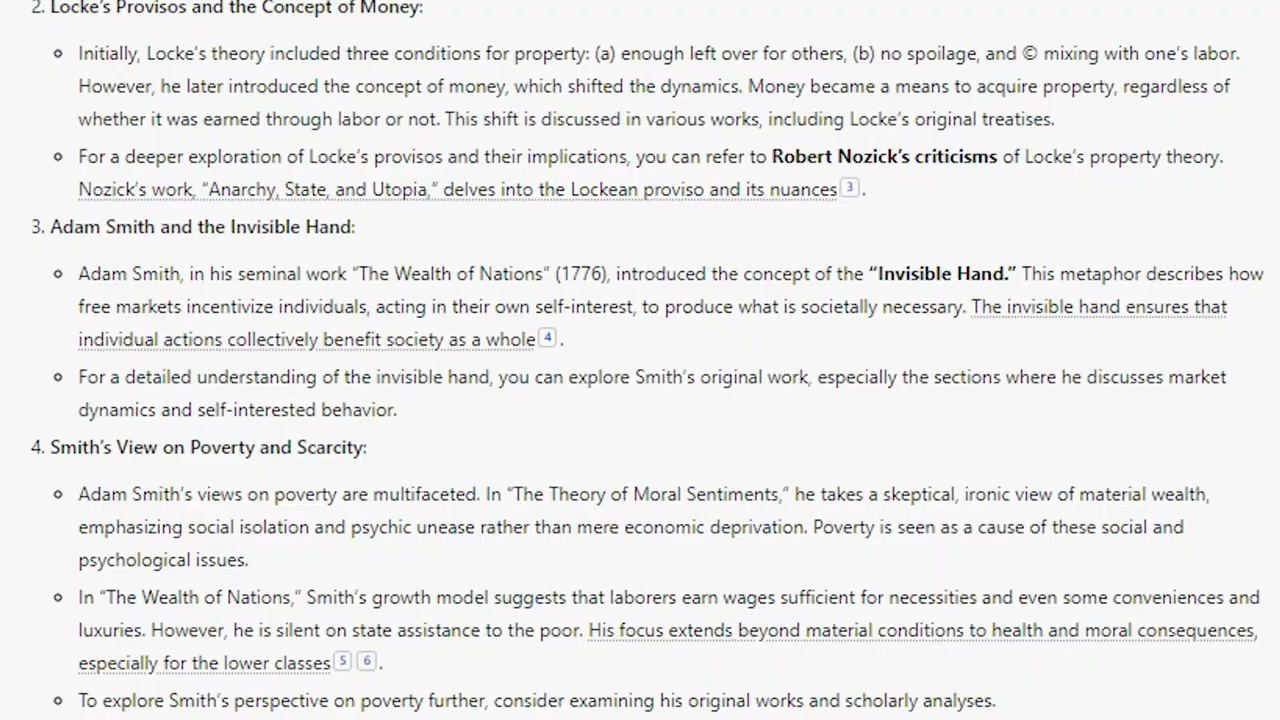 2. Locke's Provisos and the Concept of Money:
Initially, Locke's theory included three conditions for property: (a) enough left over for others, (b) no spoilage, and © mixing with one's labor.
However, he later introduced the concept of money, which shifted the dynamics. Money became a means to acquire property, regardless of
whether it was earned through labor or not. This shift is discussed in various works, including Locke's original treatises.
For a deeper exploration of Locke's provisos and their implications, you can refer to Robert Nozick's criticisms of Locke's property theory.
Nozick's work, “Anarchy, State, and Utopia,” delves into the Lockean proviso and its nuances 3 .
3. Adam Smith and the Invisible Hand:
Adam Smith, in his seminal work “The Wealth of Nations” (1776), introduced the concept of the “Invisible Hand.” This metaphor describes how
free markets incentivize individuals, acting in their own self-interest, to produce what is societally necessary. The invisible hand ensures that
individual actions collectively benefit society as a whole 4 .
For a detailed understanding of the invisible hand, you can explore Smith's original work, especially the sections where he discusses market
dynamics and self-interested behavior.
4. Smith's View on Poverty and Scarcity:
Adam Smith's views on poverty are multifaceted. In “The Theory of Moral Sentiments,” he takes a skeptical, ironic view of material wealth,
emphasizing social isolation and psychic unease rather than mere economic deprivation. Poverty is seen as a cause of these social and
psychological issues.
In “The Wealth of Nations,” Smith's growth model suggests that laborers earn wages sufficient for necessities and even some conveniences and
luxuries. However, he is silent on state assistance to the poor. His focus extends beyond material conditions to health and moral consequences,
especially for the lower classes 5 6 .
To explore Smith's perspective on poverty further, consider examining his original works and scholarly analyses.